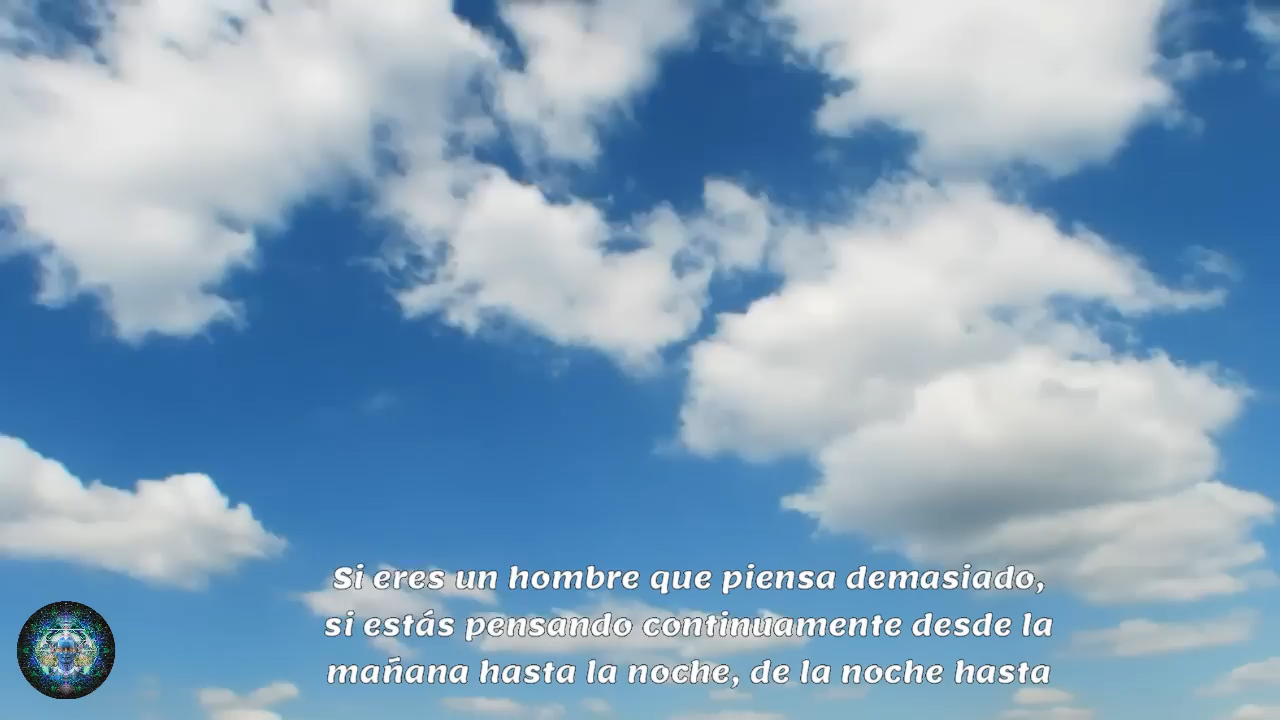 Si eres un hombre que piensa demasiado,
si estás pensando continuamente desde la
mañana hasta la noche, de la noche hasta